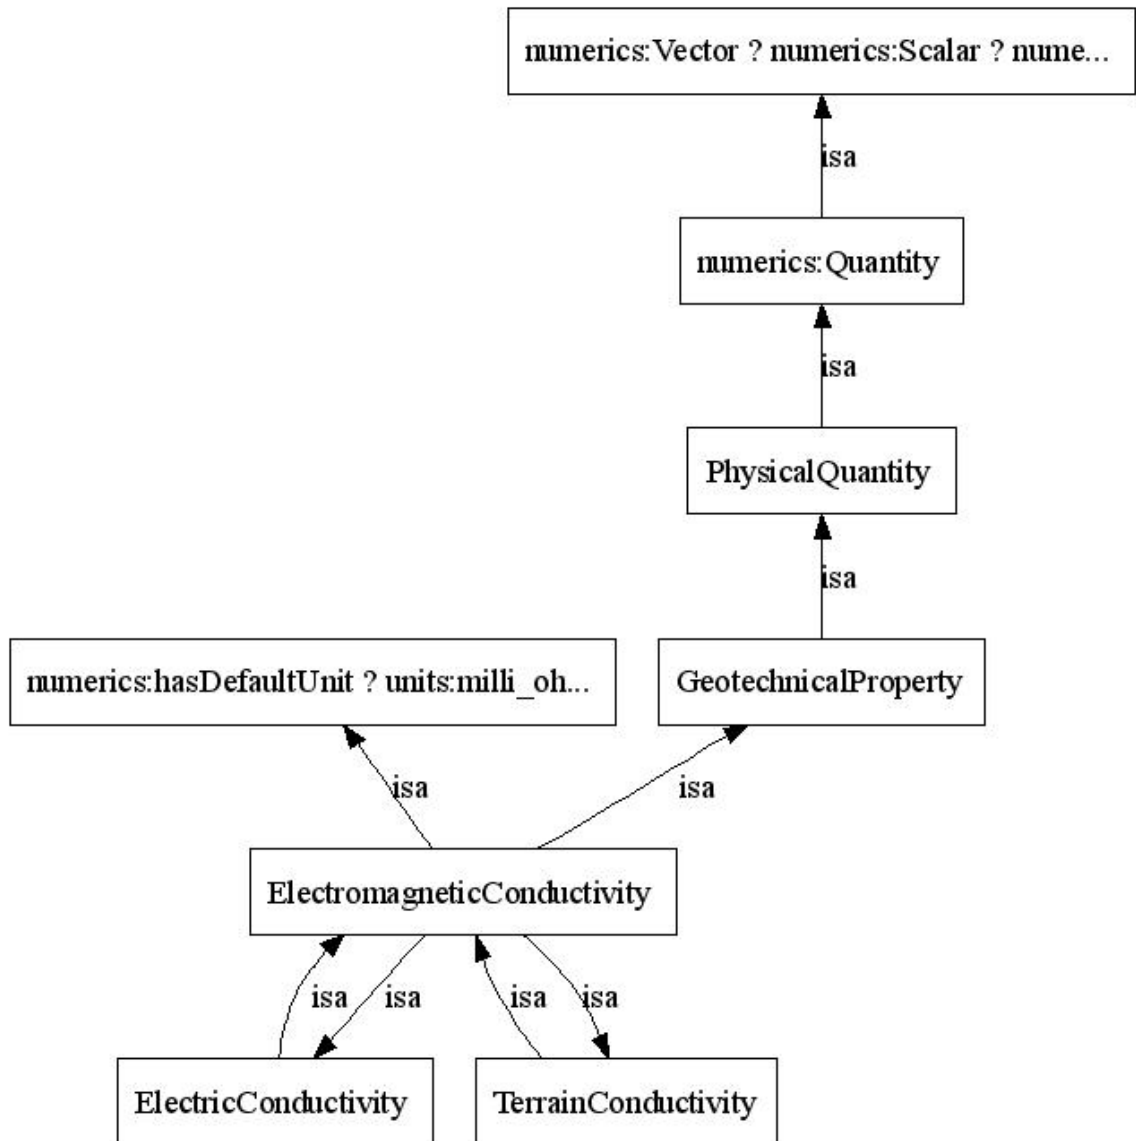 numerics:Vector ? numerics:Scalar ? nume...
isa
numerics:Quantity
isa
PhysicalQuantity
isa
numerics:hasDefaultUnit ? units:milli_oh...
GeotechnicalProperty
isa
isa
ElectromagneticConductivity
isa
isa
isa
isa
ElectricConductivity
TerrainConductivity